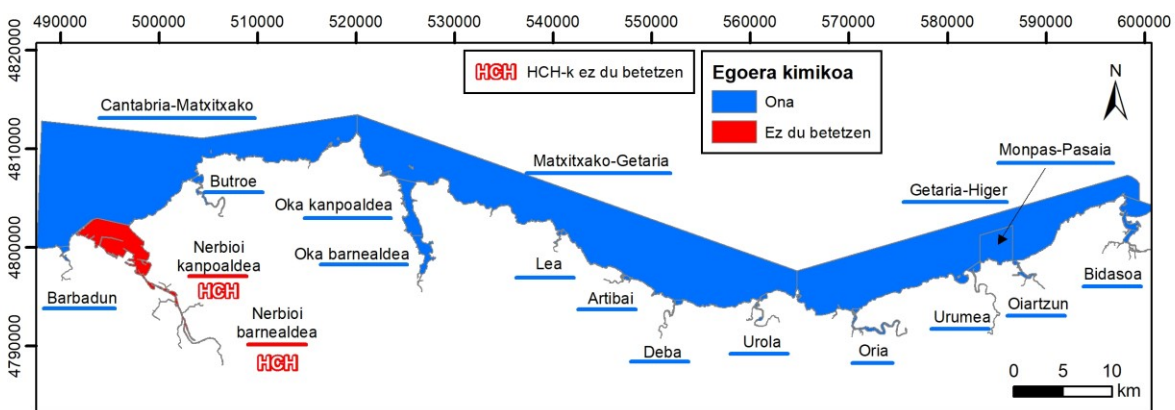 490000 500000 510000 520000 530000 540000 550000 560000 570000 580000 590000 600000
4820000
4810000
4800000
4790000
HCH HCH-k ez du betetzen
Egoera kimikoa
Ona
Ez du betetzen
N
Cantabria-Matxitxako
Matxitxako-Getaria
Monpas-Pasaia
Getaria-Higer
Butroe
Oka kanpoaldea
Oka barnealdea
Nerbioi
kanpoaldea
HCH
Nerbioi
barnealdea
HCH
Barbadun
Lea
Artibai
Deba
Urola
Oria
Urumea
Oiartzun
Bidasoa
0 5 10
km